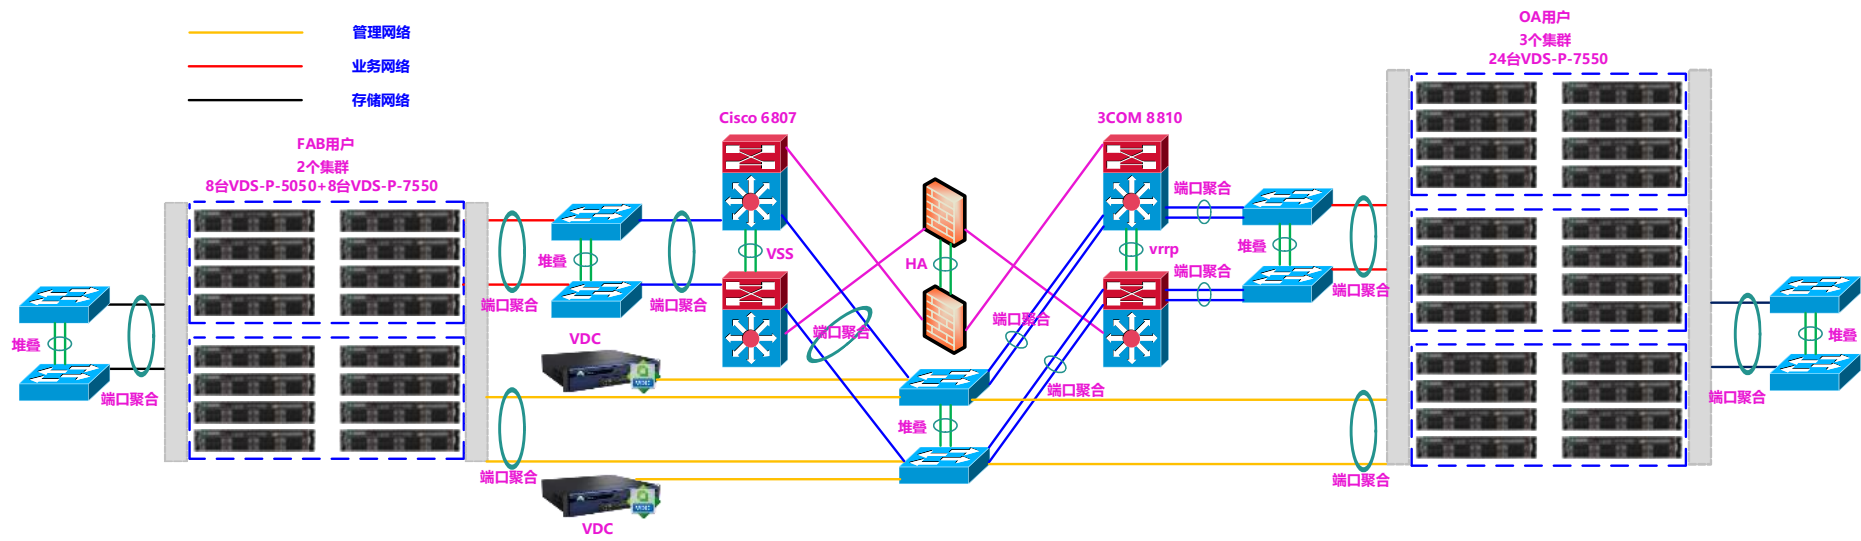 管理网络
业务网络
存储网络
OA用户
3个集群
24台VDS-P-7550
FAB用户
2个集群
8台VDS-P-5050+8台VDS-P-7550
Cisco 6807
3COM 8810
端口聚合
堆叠
VSS
HA
vrrp
堆叠
端口聚合
端口聚合
端口聚合
端口聚合
堆叠
端口聚合
VDC
端口聚合
端口聚合
端口聚合
堆叠
端口聚合
端口聚合
堆叠
端口聚合
端口聚合
VDC
VDC
VDC